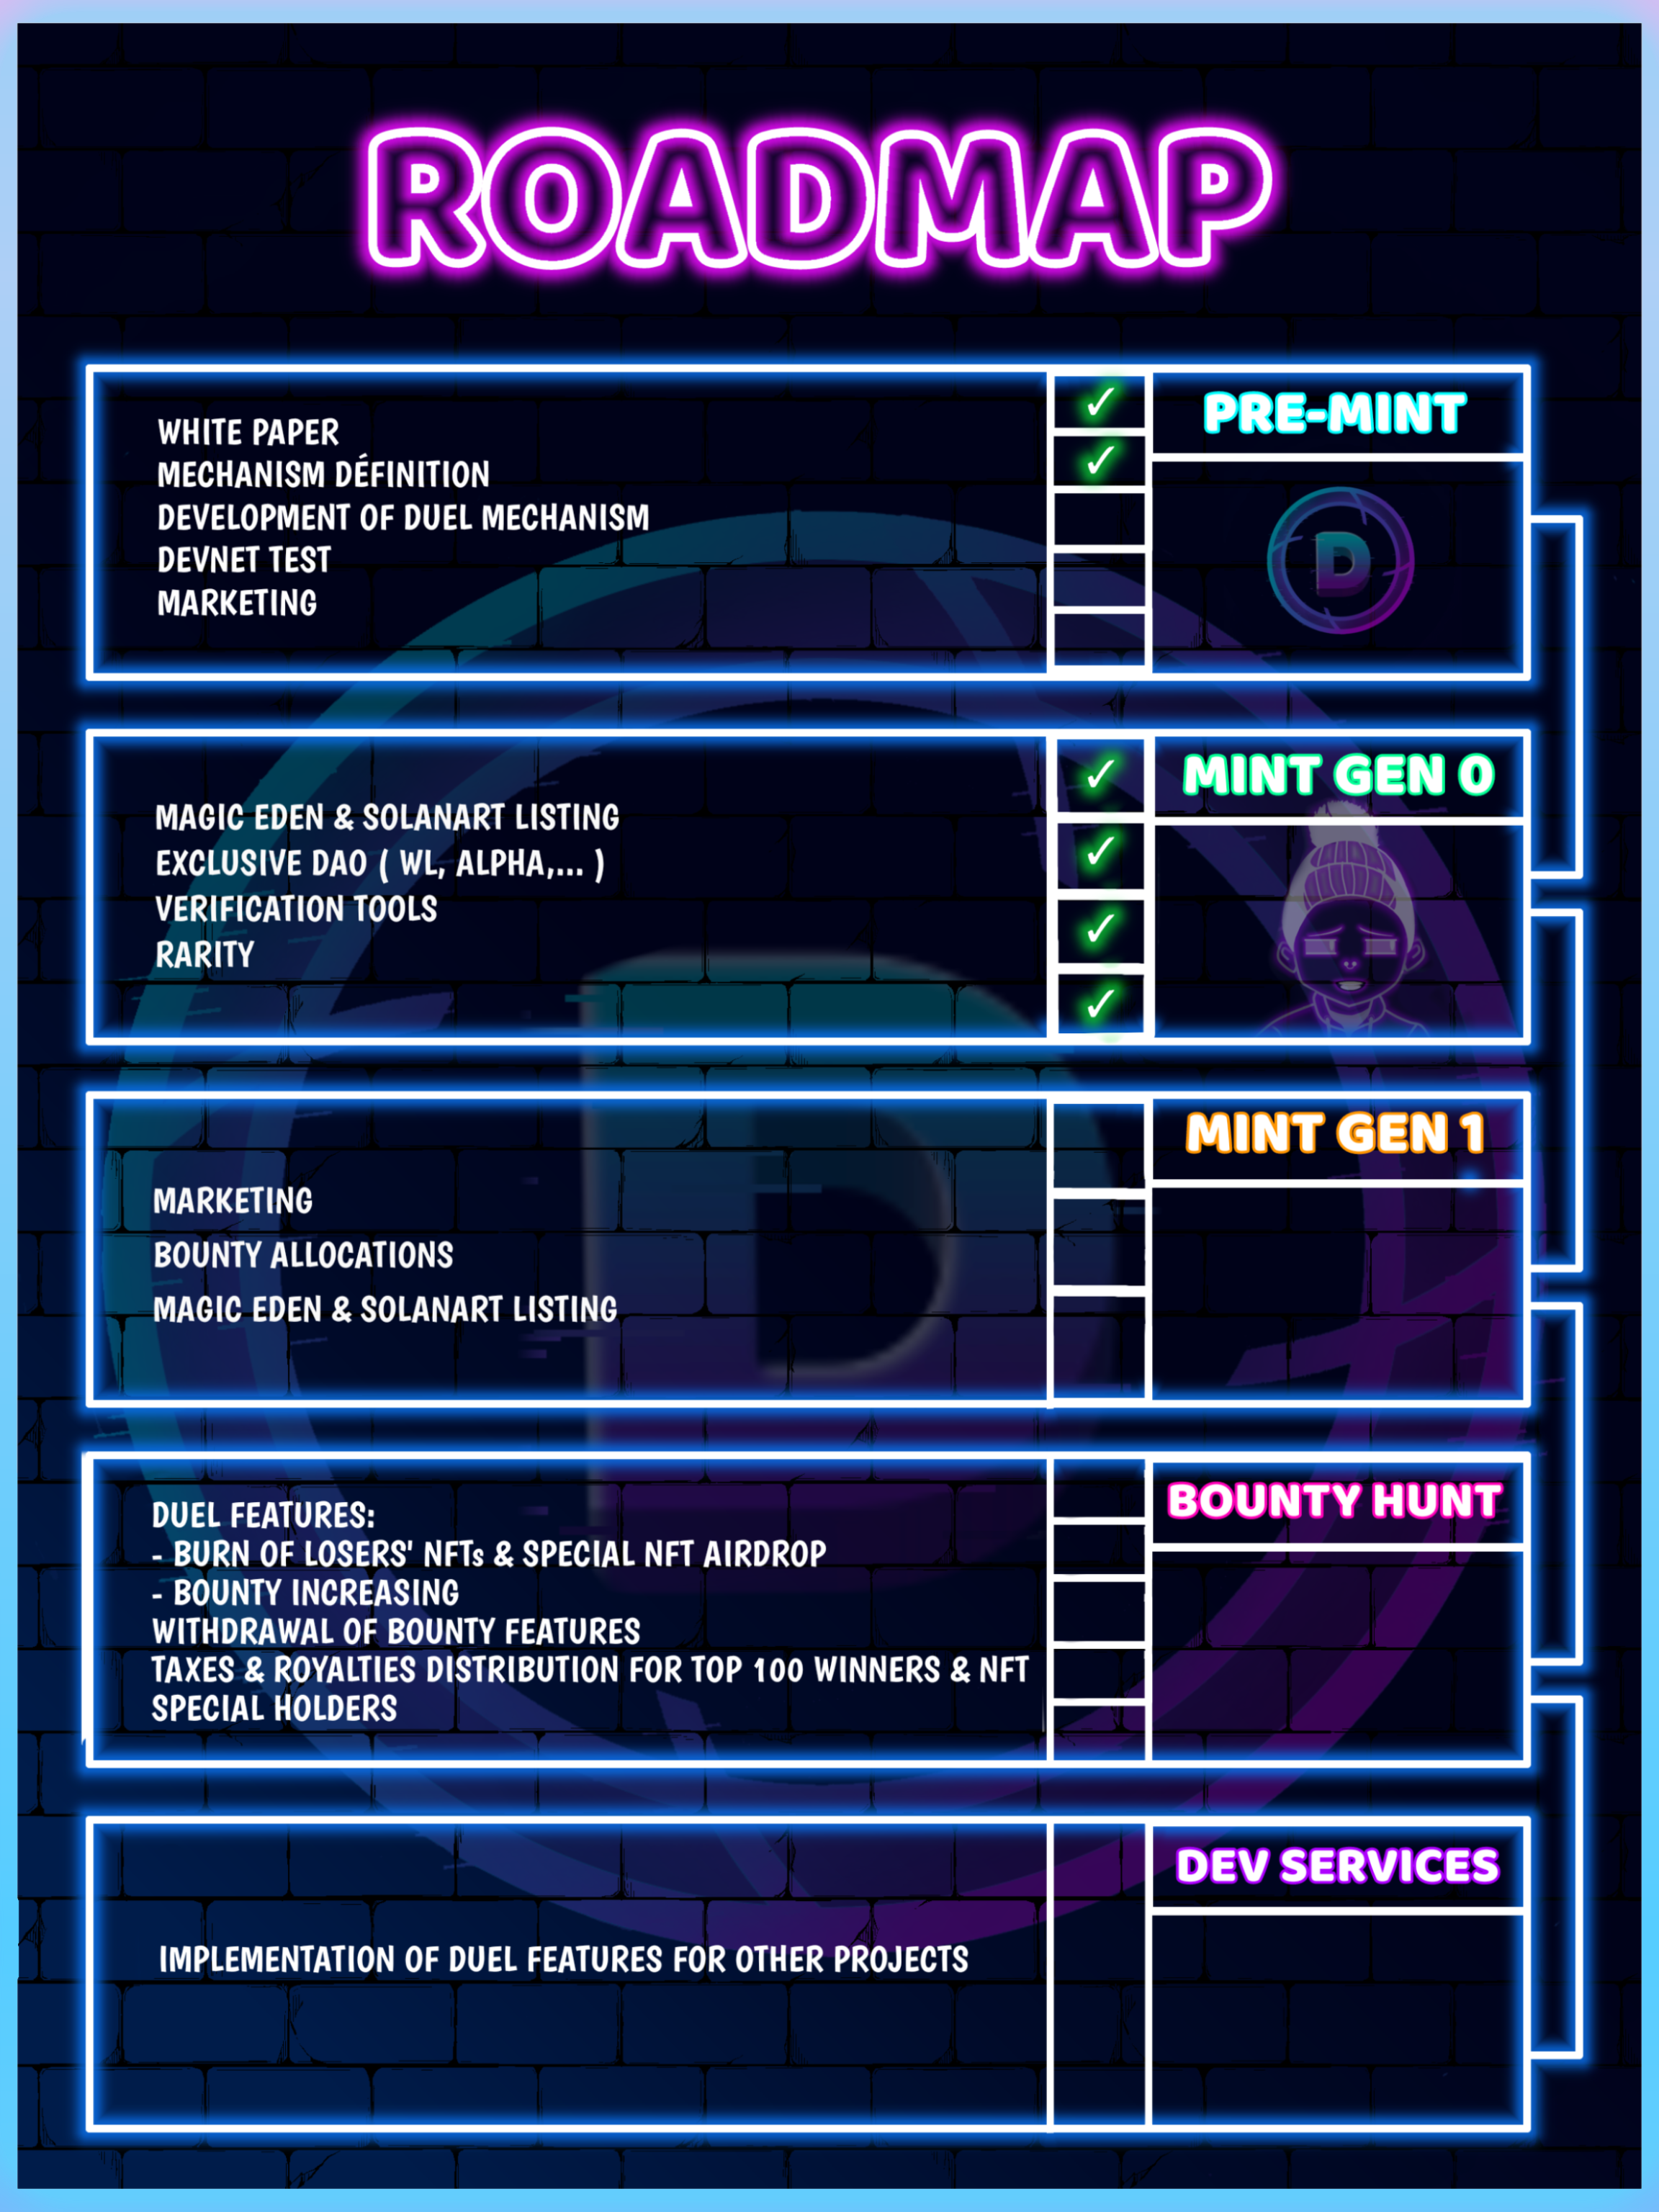 ROADMAP
WHITE PAPER
MECHANISM DÉFINITION
DEVELOPMENT OF DUEL MECHANISM
DEVNET TEST
MARKETING
✓
✓
PRE-MINT
D
MAGIC EDEN & SOLANART LISTING
EXCLUSIVE DAO ( WL, ALPHA,... )
VERIFICATION TOOLS
RARITY
✓
✓
✓
✓
MINT GEN 0
MARKETING
BOUNTY ALLOCATIONS
MAGIC EDEN & SOLANART LISTING
MINT GEN 1
D
DUEL FEATURES:
- BURN OF LOSERS' NFTs & SPECIAL NFT AIRDROP
- BOUNTY INCREASING
WITHDRAWAL OF BOUNTY FEATURES
TAXES & ROYALTIES DISTRIBUTION FOR TOP 100 WINNERS & NFT
SPECIAL HOLDERS
BOUNTY HUNT
IMPLEMENTATION OF DUEL FEATURES FOR OTHER PROJECTS
DEV SERVICES